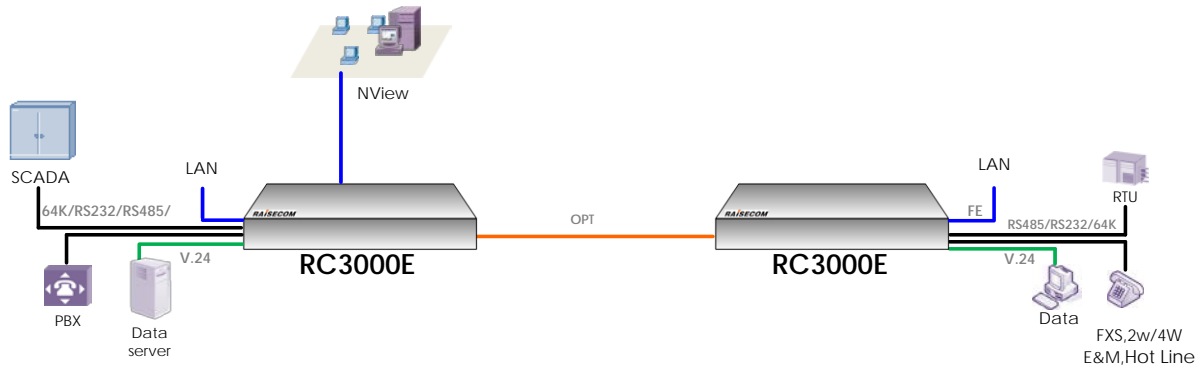 NView
SCADA
LAN
64K/RS232/RS485/
RAISECOM
V.24
RC3000E
PBX
Data
server
OPT
RAISECOM
RC3000E
LAN
FE
RTU
RS485/RS232/64K
V.24
Data
FXS,2w/4W
E&M,Hot Line